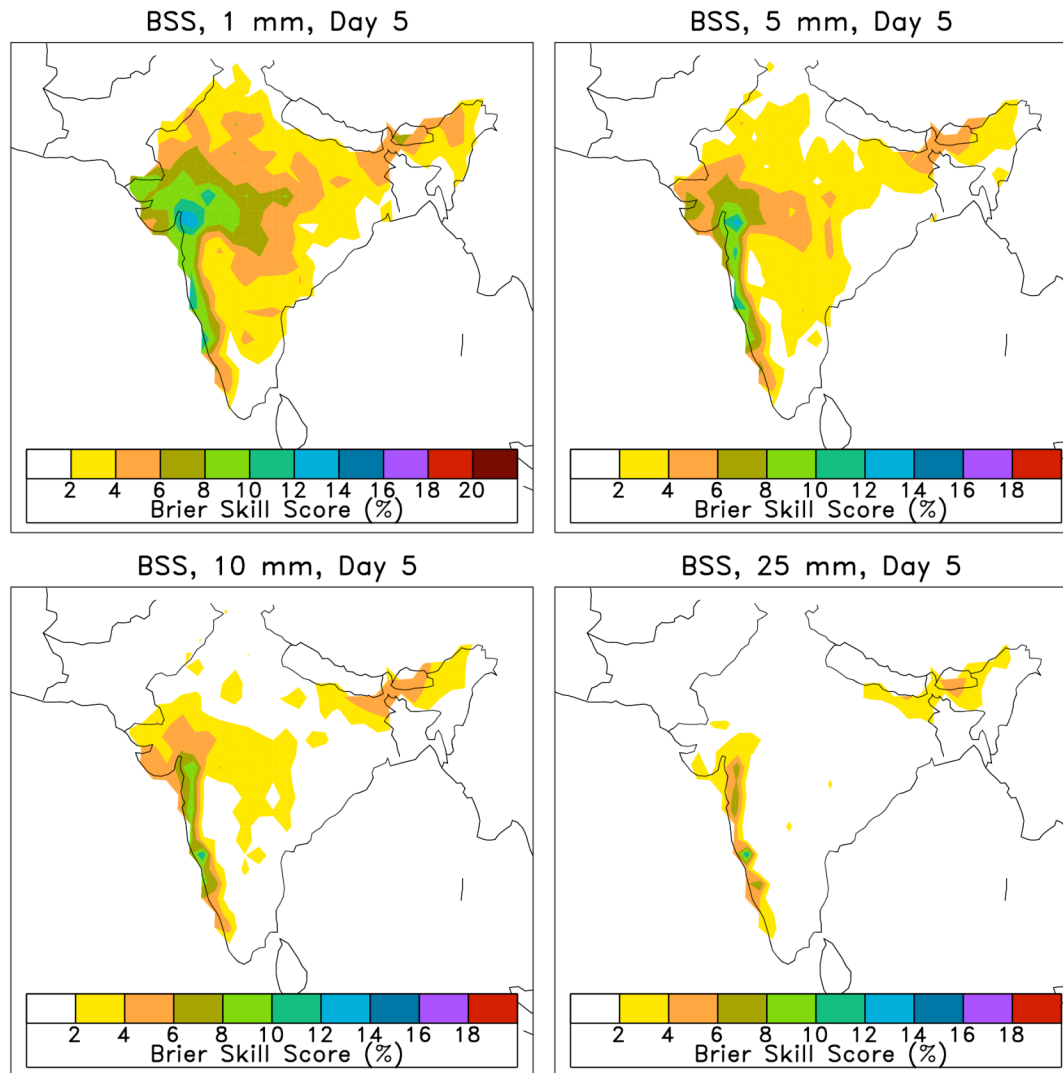 BSS, 1 mm, Day 5
2 4 6 8 10 12 14 16 18 20
Brier Skill Score (%)
BSS, 5 mm, Day 5
2 4 6 8 10 12 14 16 18
Brier Skill Score (%)
BSS, 10 mm, Day 5
2 4 6 8 10 12 14 16 18
Brier Skill Score (%)
BSS, 25 mm, Day 5
2 4 6 8 10 12 14 16 18
Brier Skill Score (%)